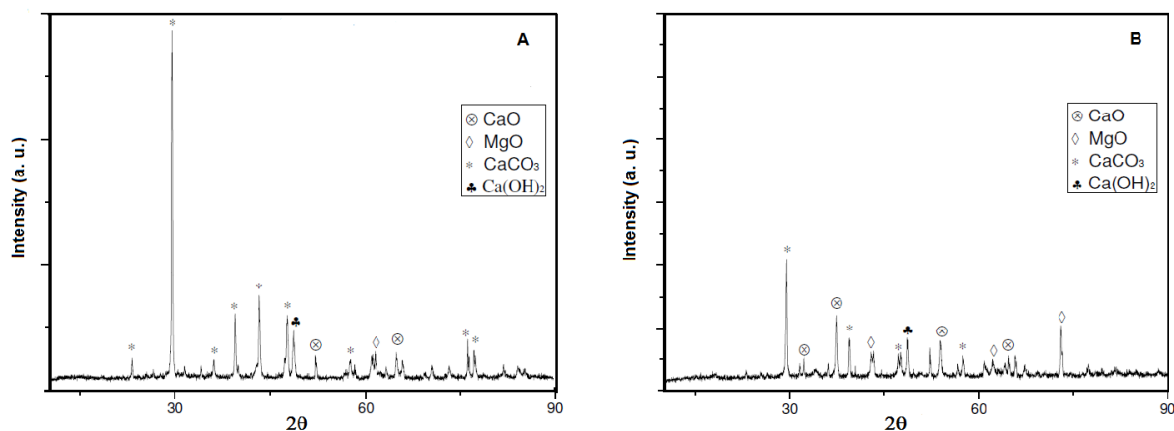 A
CaO
MgO
CaCO₃
Ca(OH)₂
Intensity (a. u.)
30
60
90
2θ
B
CaO
MgO
CaCO₃
Ca(OH)₂
Intensity (a. u.)
30
60
90
2θ